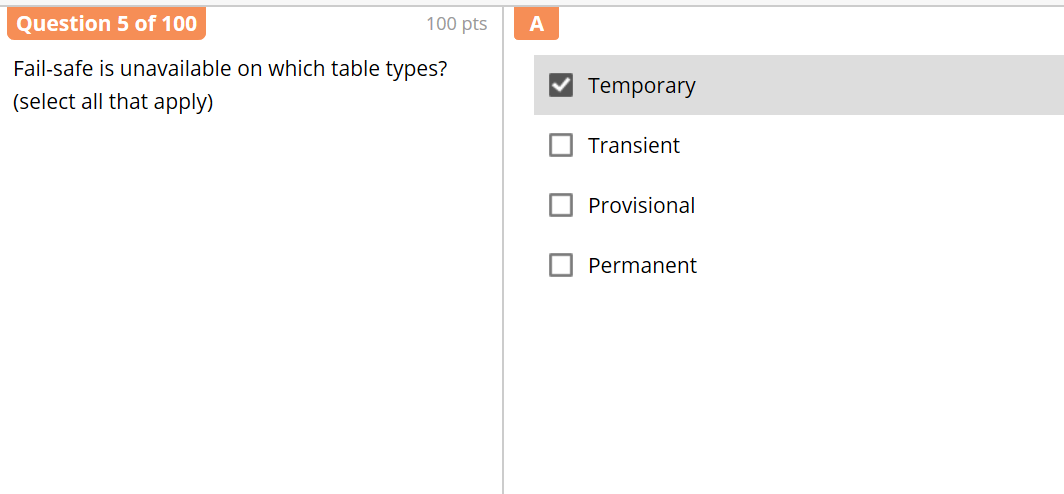 Question 5 of 100
100 pts
Fail-safe is unavailable on which table types?
(select all that apply)
A
Temporary
Transient
Provisional
Permanent